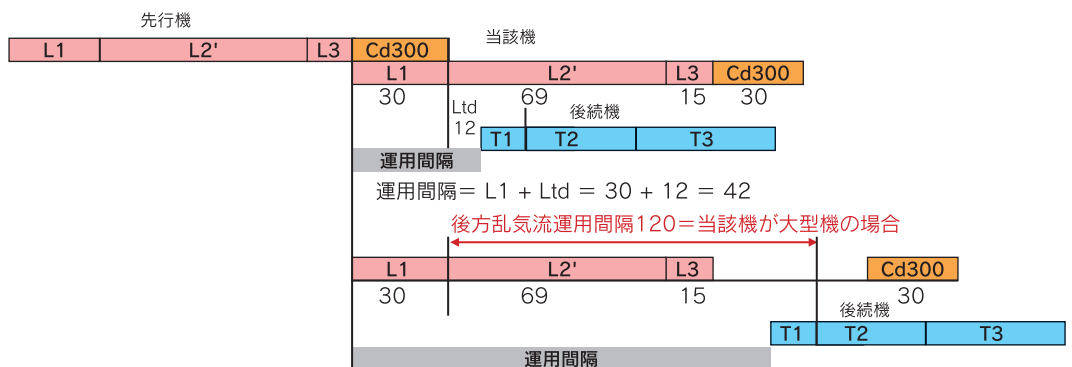 先行機
L1 L2' L3 Cd300
当該機
L1 L2' L3 Cd300
30 69 15 30
Ltd
12
後続機
T1 T2 T3
運用間隔
運用間隔= L1 + Ltd = 30 + 12 = 42
後方乱気流運用間隔120=当該機が大型機の場合
L1 L2' L3 Cd300
30 69 15 30
後続機
T1 T2 T3
運用間隔